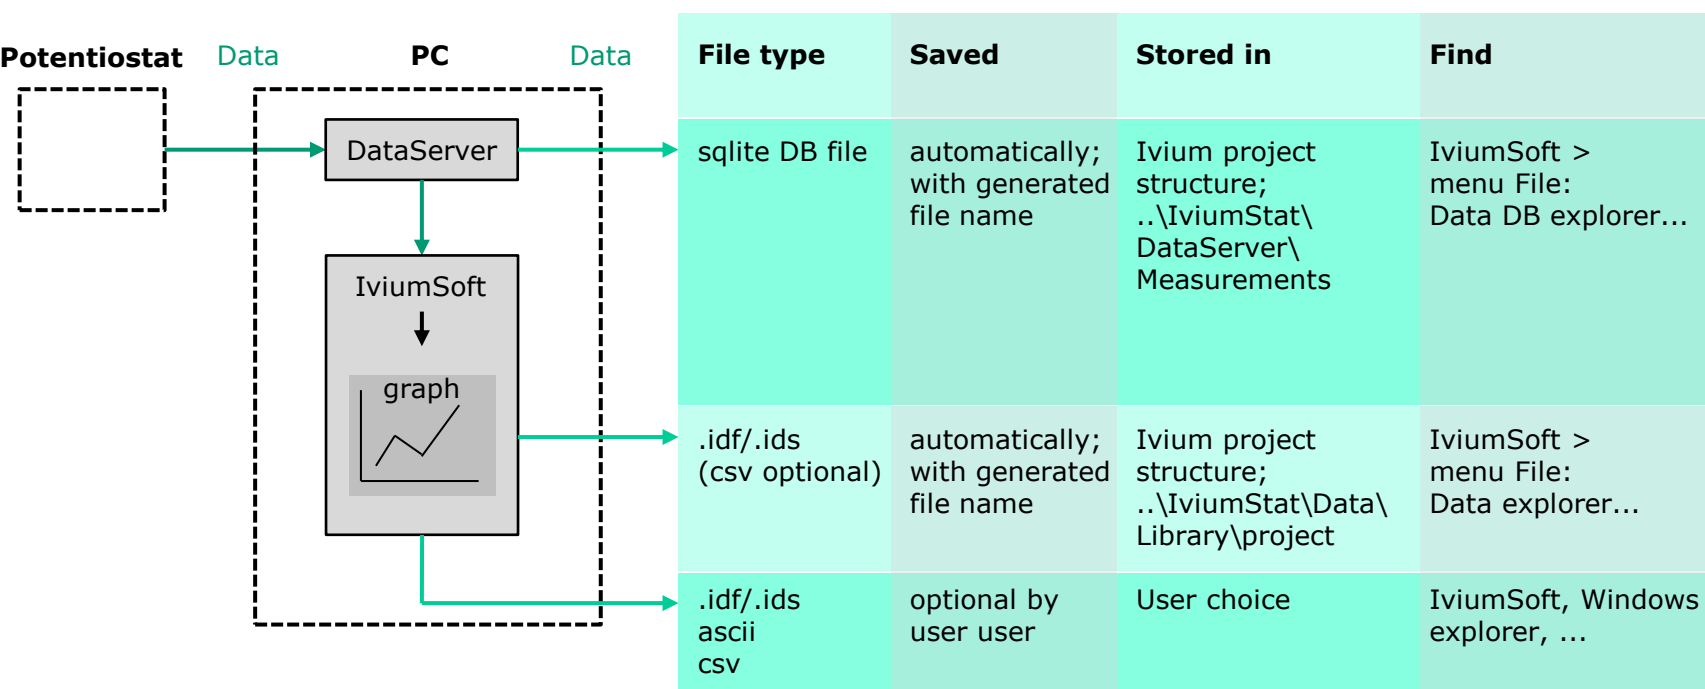 Potentiostat
Data
PC
Data
File type
Saved
Stored in
Find
DataServer
sqlite DB file
automatically;
with generated
file name
Ivium project
structure;
..\IviumStat\
DataServer\
Measurements
IviumSoft >
menu File:
Data DB explorer...
IviumSoft
graph
.idf/.ids
(csv optional)
automatically;
with generated
file name
Ivium project
structure;
..\IviumStat\Data\
Library\project
IviumSoft >
menu File:
Data explorer...
.idf/.ids
ascii
csv
optional by
user user
User choice
IviumSoft, Windows
explorer, ...